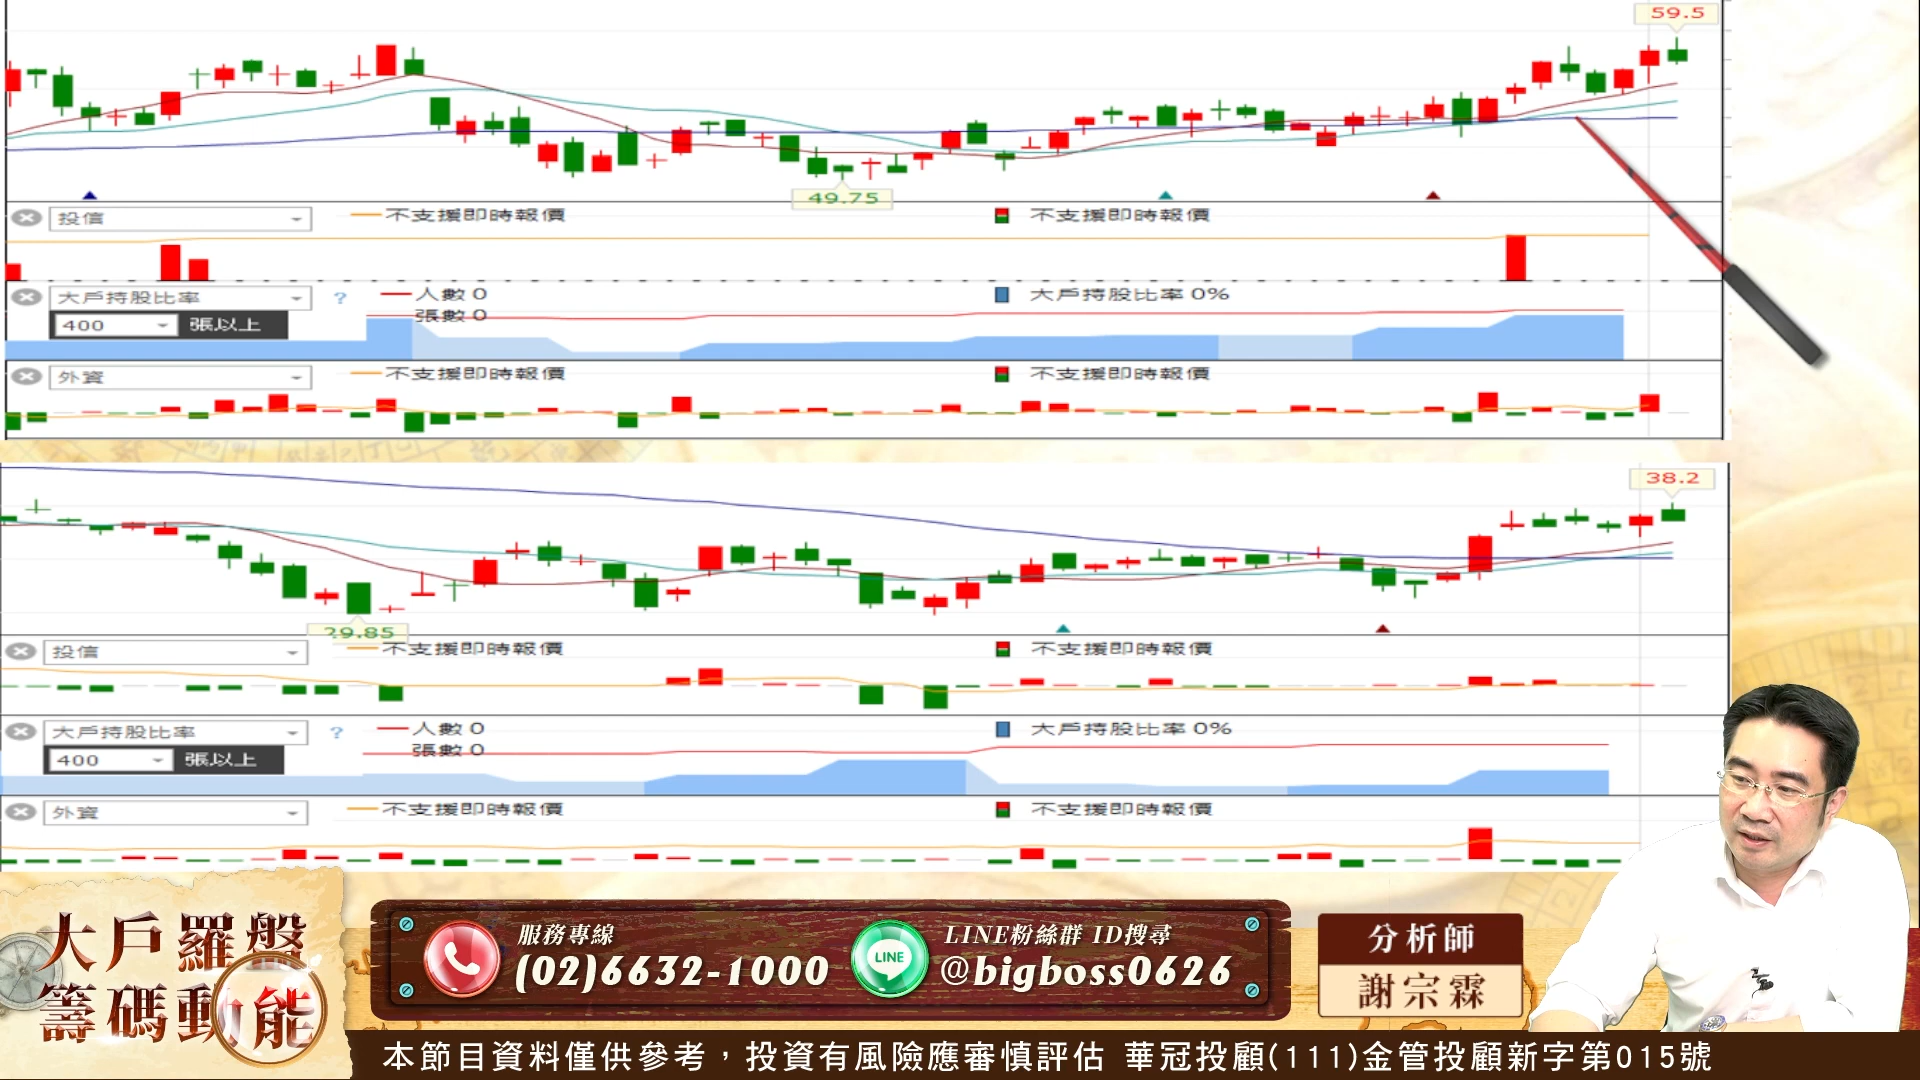 59.5
49.75
投信
不支援即時報價
不支援即時報價
大戶持股比率
?
人數 0
張數 0
大戶持股比率 0%
400
張以上
外資
不支援即時報價
不支援即時報價
38.2
29.85
投信
不支援即時報價
不支援即時報價
大戶持股比率
?
人數 0
張數 0
大戶持股比率 0%
400
張以上
外資
不支援即時報價
不支援即時報價
大戶羅盤
籌碼動能
服務專線
(02)6632-1000
LINE
LINE粉絲群 ID搜尋
@bigboss0626
分析師
謝宗霖
本節目資料僅供參考，投資有風險應審慎評估 華冠投顧(111)金管投顧新字第015號